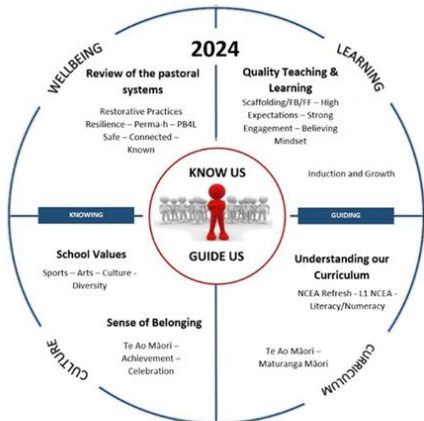 2024
WELLBEING
Review of the pastoral
systems
Restorative Practices
Resilience – Perma-h – PB4L
Safe – Connected –
Known
LEARNING
Quality Teaching &
Learning
Scaffolding/FB/FF – High
Expectations – Strong
Engagement – Believing
Mindset
Induction and Growth
KNOW US
GUIDE US
KNOWING
GUIDING
School Values
Sports – Arts – Culture -
Diversity
Sense of Belonging
Te Ao Māori –
Achievement –
Celebration
CULTURE
Understanding our
Curriculum
NCEA Refresh - L1 NCEA -
Literacy/Numeracy
Te Ao Māori –
Maturanga Māori
CURRICULUM